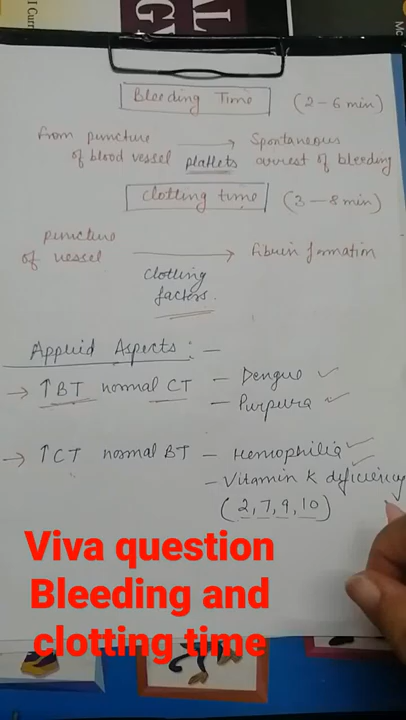 Bleeding Time (2-6 min)
from puncture → Spontaneous
of blood vessel platlets arrest of bleeding
Clotting time (3-8 min)
puncture
of vessel → fibrin formation
Clotting
factors.
Applied Aspects :-
→ ↑BT normal CT - Dengue ✓
- Purpura ✓
→ ↑CT normal BT - Hemophilia ✓
- Vitamin K deficiency
(2, 7, 9, 10)
Viva question
Bleeding and
clotting time